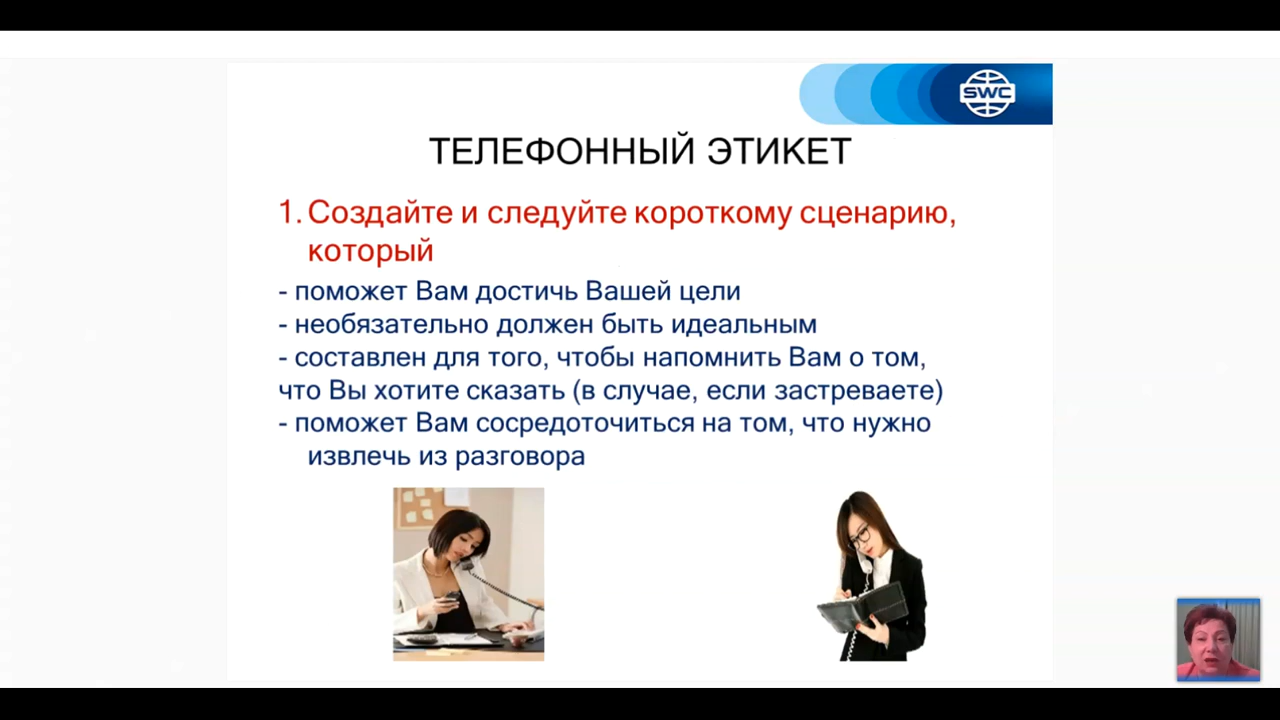 SWC
ТЕЛЕФОННЫЙ ЭТИКЕТ
1. Создайте и следуйте короткому сценарию,
который
- поможет Вам достичь Вашей цели
- необязательно должен быть идеальным
- составлен для того, чтобы напомнить Вам о том,
что Вы хотите сказать (в случае, если застреваете)
- поможет Вам сосредоточиться на том, что нужно
извлечь из разговора